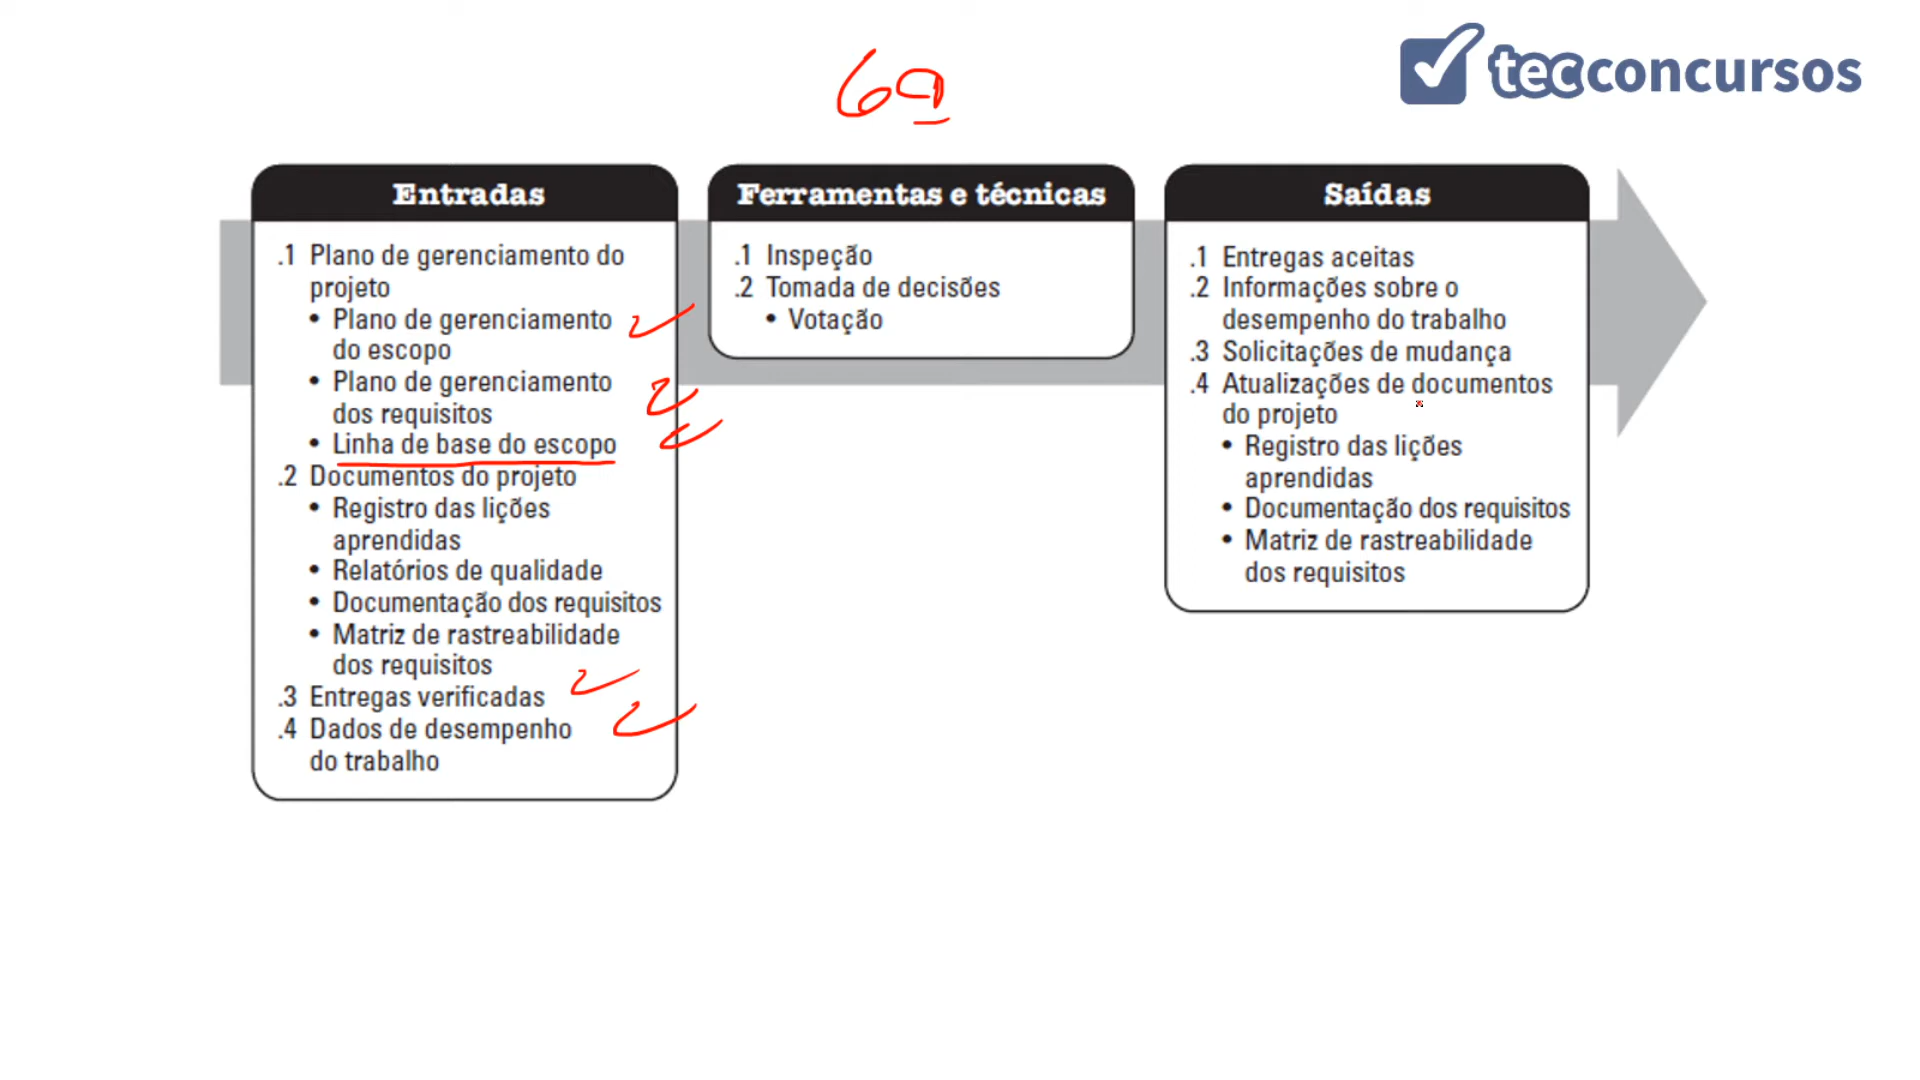 6a
tecconcursos
Entradas
.1 Plano de gerenciamento do
projeto
• Plano de gerenciamento
do escopo
• Plano de gerenciamento
dos requisitos
• Linha de base do escopo
.2 Documentos do projeto
• Registro das lições
aprendidas
• Relatórios de qualidade
• Documentação dos requisitos
• Matriz de rastreabilidade
dos requisitos
.3 Entregas verificadas
.4 Dados de desempenho
do trabalho
Ferramentas e técnicas
.1 Inspeção
.2 Tomada de decisões
• Votação
Saídas
.1 Entregas aceitas
.2 Informações sobre o
desempenho do trabalho
.3 Solicitações de mudança
.4 Atualizações de documentos
do projeto
• Registro das lições
aprendidas
• Documentação dos requisitos
• Matriz de rastreabilidade
dos requisitos